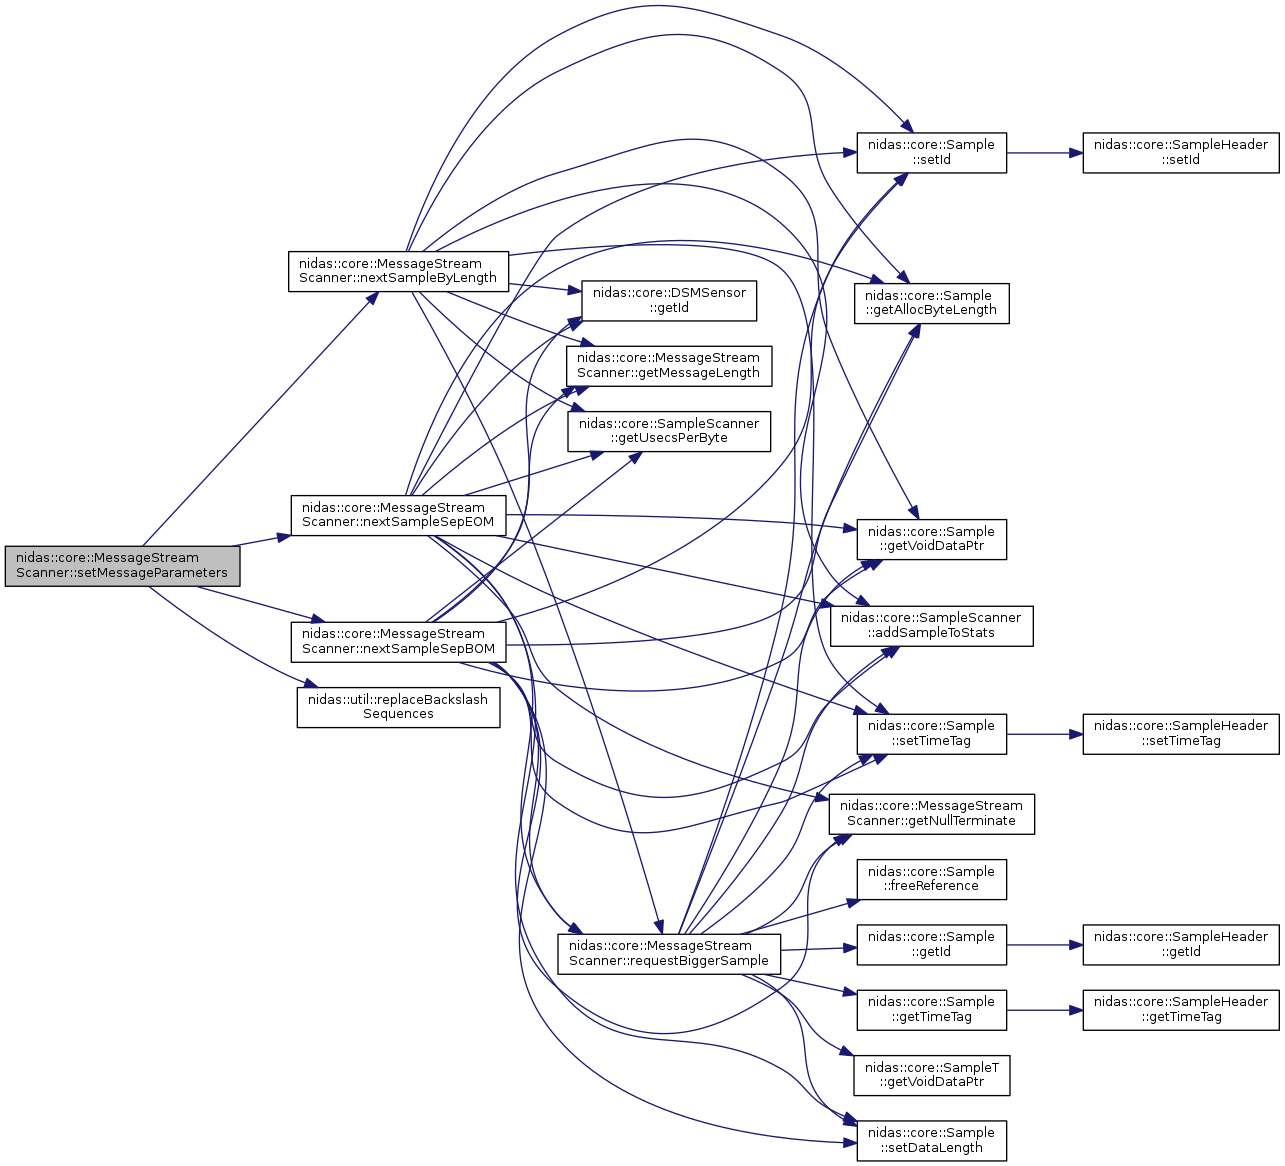 nidas::core::MessageStream
Scanner::setMessageParameters
nidas::core::MessageStream
Scanner::nextSampleByLength
nidas::core::MessageStream
Scanner::nextSampleSepEOM
nidas::core::MessageStream
Scanner::nextSampleSepBOM
nidas::util::replaceBackslash
Sequences
nidas::core::DSMSensor
::getId
nidas::core::MessageStream
Scanner::getMessageLength
nidas::core::SampleScanner
::getUsecsPerByte
nidas::core::MessageStream
Scanner::requestBiggerSample
nidas::core::Sample
::setId
nidas::core::Sample
::getAllocByteLength
nidas::core::Sample
::getVoidDataPtr
nidas::core::SampleScanner
::addSampleToStats
nidas::core::Sample
::setTimeTag
nidas::core::MessageStream
Scanner::getNullTerminate
nidas::core::Sample
::freeReference
nidas::core::Sample
::getId
nidas::core::Sample
::getTimeTag
nidas::core::SampleT
::getVoidDataPtr
nidas::core::Sample
::setDataLength
nidas::core::SampleHeader
::setId
nidas::core::SampleHeader
::setTimeTag
nidas::core::SampleHeader
::getId
nidas::core::SampleHeader
::getTimeTag